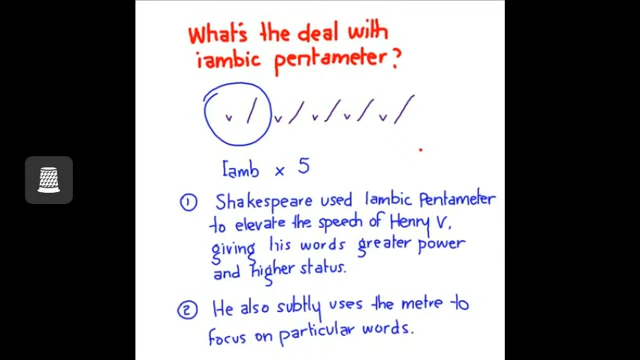 What's the deal with
iambic pentameter?
v / v / v / v / v /
Iamb x 5
① Shakespeare used Iambic Pentameter
to elevate the speech of Henry V,
giving his words greater power
and higher status.
② He also subtly uses the metre to
focus on particular words.